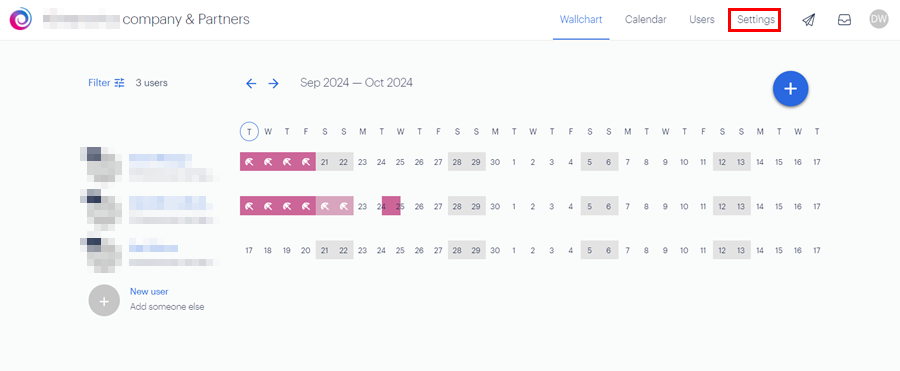 company & Partners
Wallchart Calendar Users Settings DW
Filter 3 users Sep 2024 — Oct 2024 +
T W T F S S M T W T F S S M T W T F S S M T W T F S S M T W T
21 22 23 24 25 26 27 28 29 30 1 2 3 4 5 6 7 8 9 10 11 12 13 14 15 16 17
23 24 25 26 27 28 29 30 1 2 3 4 5 6 7 8 9 10 11 12 13 14 15 16 17
17 18 19 20 21 22 23 24 25 26 27 28 29 30 1 2 3 4 5 6 7 8 9 10 11 12 13 14 15 16 17
+ New user
Add someone else